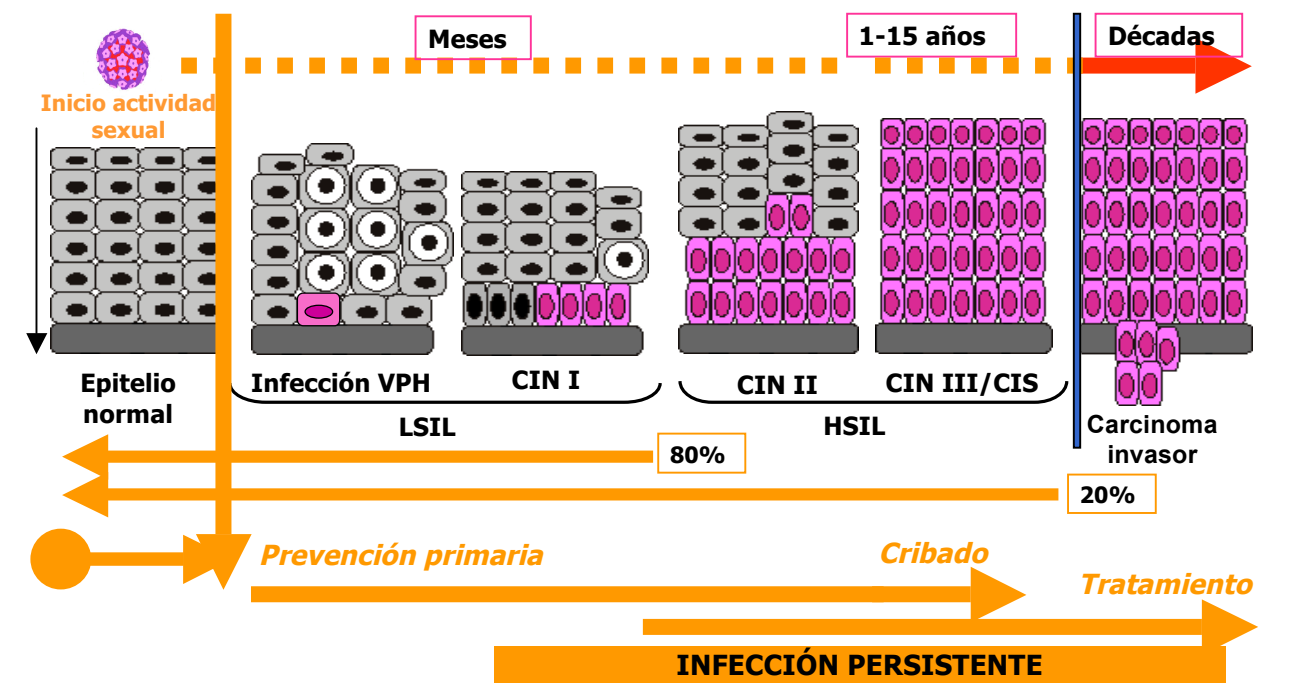 Meses
1-15 años
Décadas
Inicio actividad
sexual
Epitelio
normal
Infección VPH
CIN I
CIN II
CIN III/CIS
LSIL
HSIL
Carcinoma
invasor
80%
20%
Prevención primaria
Cribado
Tratamiento
INFECCIÓN PERSISTENTE